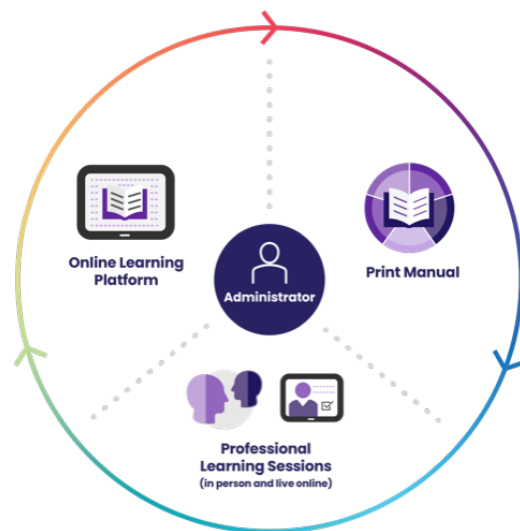 Online Learning
Platform
Administrator
Print Manual
Professional
Learning Sessions
(in person and live online)